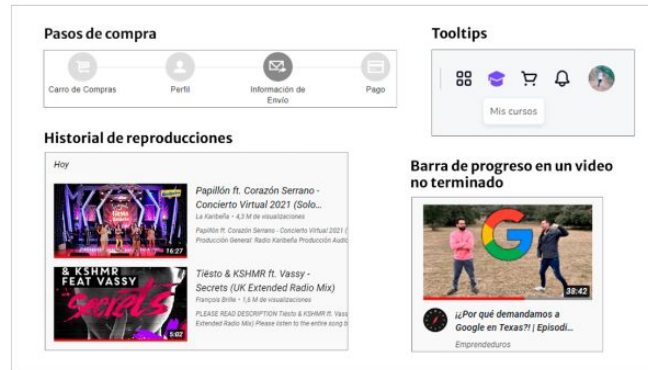 Pasos de compra
Carro de Compras
Perfil
Información de
Envío
Pago
Tooltips
Mis cursos
Historial de reproducciones
Hoy
Papillón ft. Corazón Serrano -
Concierto Virtual 2021 (Solo...
La Karibeña • 4,3 M de visualizaciones
Papillón ft. Corazón Serrano - Concierto Virtual 2021 (
Producción General: Radio Karibeña Producción Audio
16:27
& KSHMR
FEAT VASSY
secrets
5:02
Tiësto & KSHMR ft. Vassy -
Secrets (UK Extended Radio Mix)
François Brille • 1,6 M de visualizaciones
PLEASE READ DESCRIPTION Tiësto & KSHMR ft. Vass
Extended Radio Mix) Please listen to the entire song b
Barra de progreso en un video
no terminado
38:42
¡¿Por qué demandamos a
Google en Texas?! | Episodi...
Emprendeduros